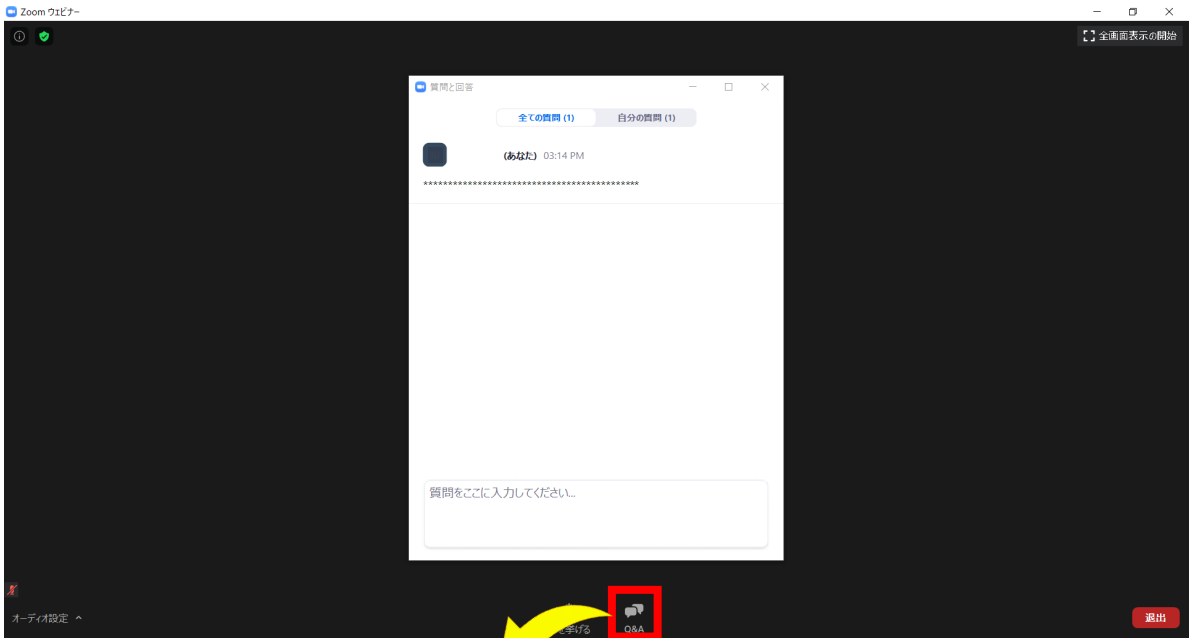 Zoom ウェビナー
全画面表示の開始
質問と回答
全ての質問 (1) 自分の質問 (1)
(あなた) 03:14 PM
********************************************
質問をここに入力してください...
オーディオ設定
を挙げる
Q&A
退出